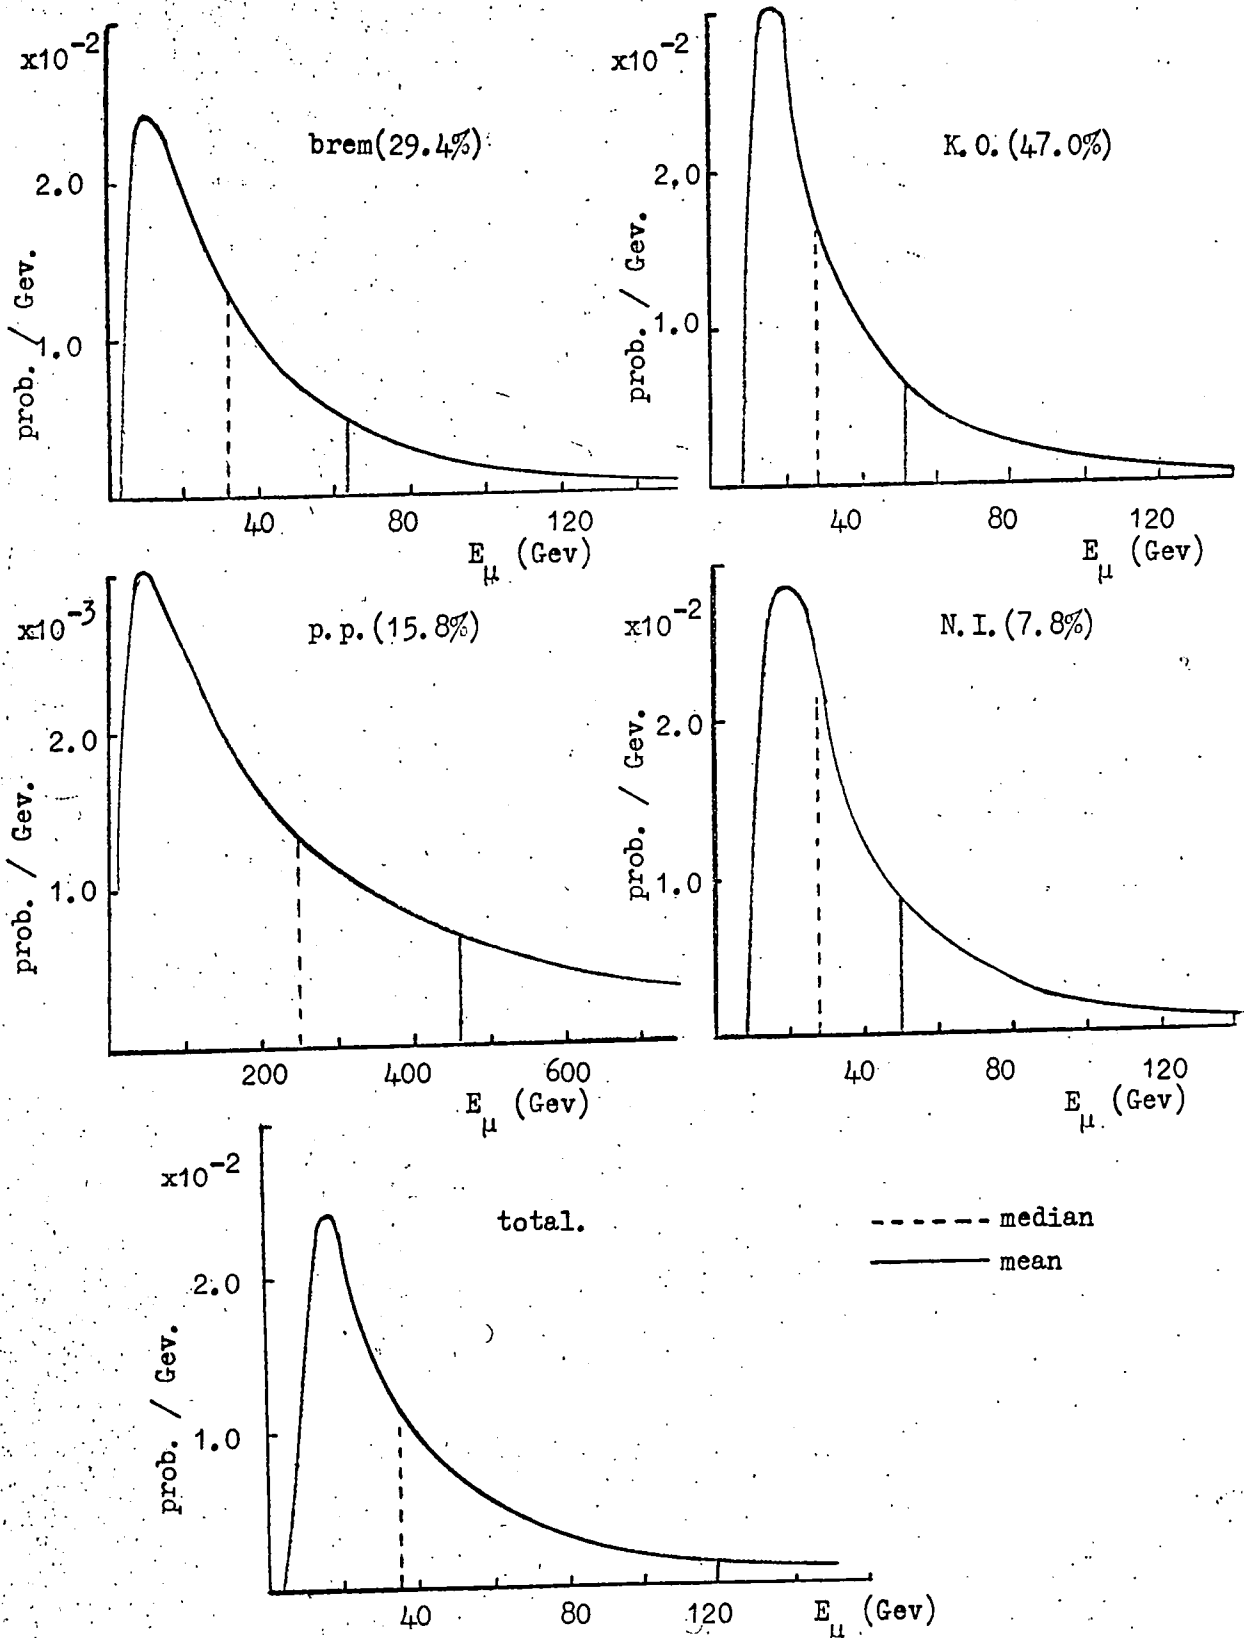 x10⁻²
brem(29.4%)
2.0
1.0
prob. / Gev.
40 80 120
E_μ (Gev)
x10⁻²
K.O.(47.0%)
2,0
1.0
prob. / Gev.
40 80 120
E_μ (Gev)
x10⁻³
p.p.(15.8%)
2.0
1.0
prob. / Gev.
200 400 600
E_μ (Gev)
x10⁻²
N.I.(7.8%)
2.0
1.0
prob. / Gev.
40 80 120
E_μ (Gev)
x10⁻²
total.
2.0
1.0
prob. / Gev.
40 80 120 E_μ (Gev)
median
mean